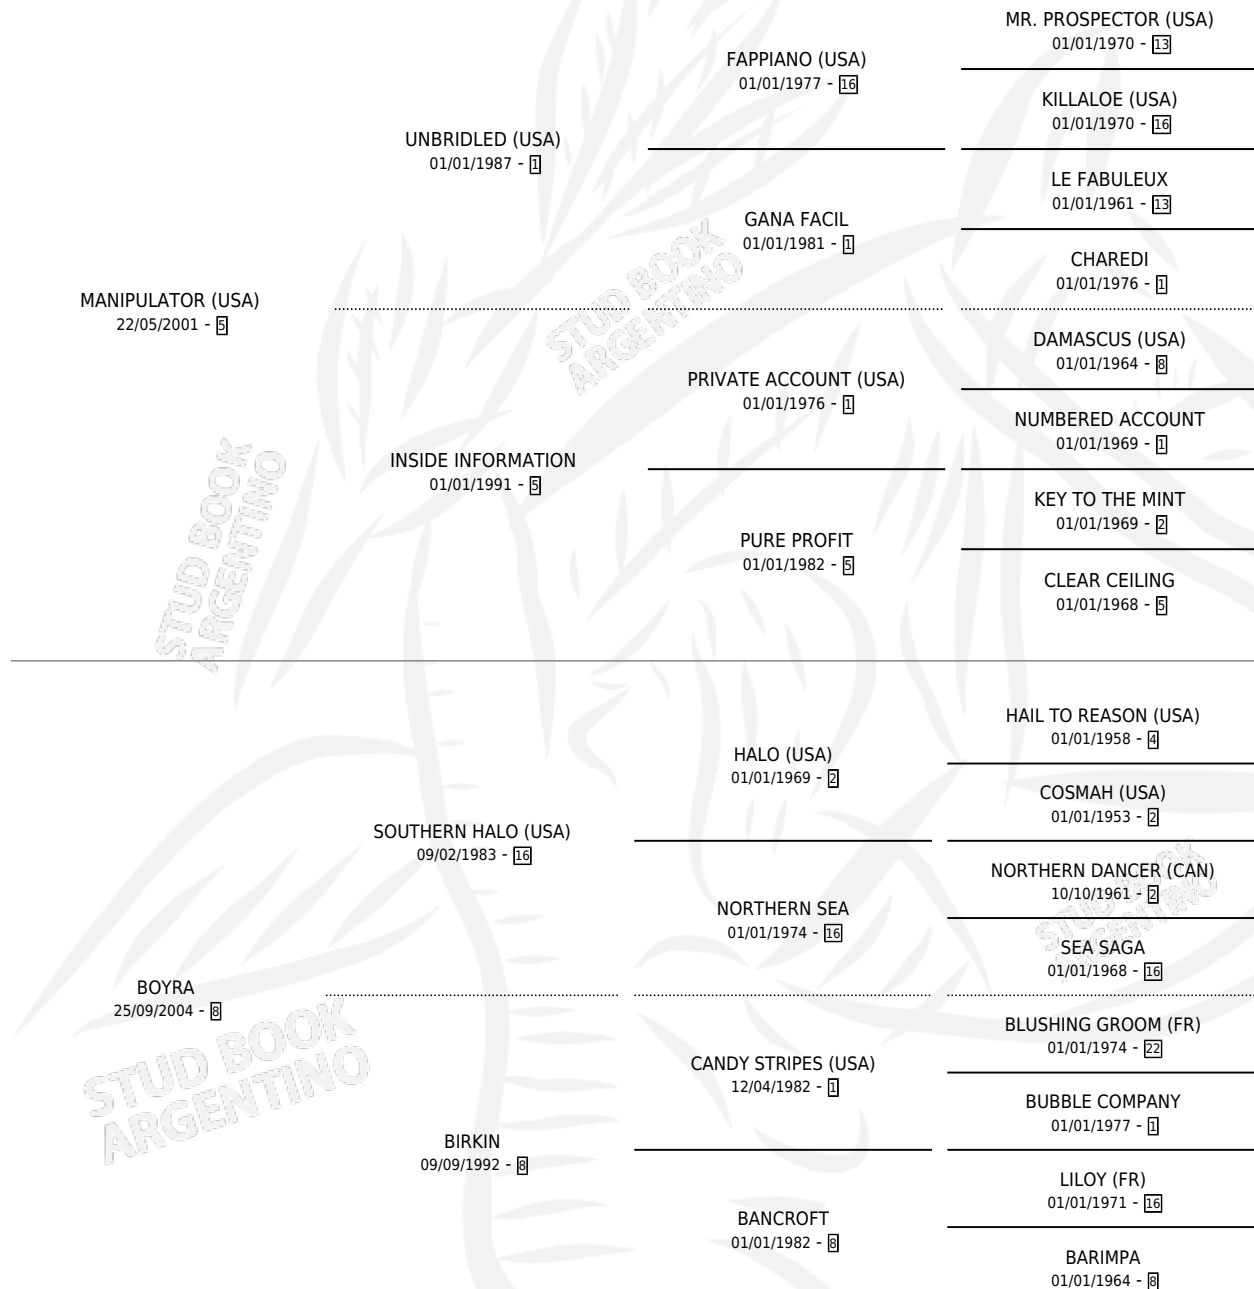 MR. PROSPECTOR (USA)
01/01/1970 - 13
FAPPIANO (USA)
01/01/1977 - 16
KILLALOE (USA)
01/01/1970 - 16
UNBRIDLED (USA)
01/01/1987 - 1
LE FABULEUX
01/01/1961 - 13
GANA FACIL
01/01/1981 - 1
CHAREDI
01/01/1976 - 1
MANIPULATOR (USA)
22/05/2001 - 5
STUD BOOK
ARGENTINO
DAMASCUS (USA)
01/01/1964 - 8
PRIVATE ACCOUNT (USA)
01/01/1976 - 1
NUMBERED ACCOUNT
01/01/1969 - 1
INSIDE INFORMATION
01/01/1991 - 5
STUD BOOK
ARGENTINO
KEY TO THE MINT
01/01/1969 - 2
PURE PROFIT
01/01/1982 - 5
CLEAR CEILING
01/01/1968 - 5
HAIL TO REASON (USA)
01/01/1958 - 4
HALO (USA)
01/01/1969 - 2
COSMAH (USA)
01/01/1953 - 2
SOUTHERN HALO (USA)
09/02/1983 - 16
NORTHERN DANCER (CAN)
10/10/1961 - 2
STUD BOOK
ARGENTINO
NORTHERN SEA
01/01/1974 - 16
SEA SAGA
01/01/1968 - 16
BOYRA
25/09/2004 - 8
STUD BOOK
ARGENTINO
BLUSHING GROOM (FR)
01/01/1974 - 22
CANDY STRIPES (USA)
12/04/1982 - 1
BUBBLE COMPANY
01/01/1977 - 1
BIRKIN
09/09/1992 - 8
LILOY (FR)
01/01/1971 - 16
BANCROFT
01/01/1982 - 8
BARIMPA
01/01/1964 - 8